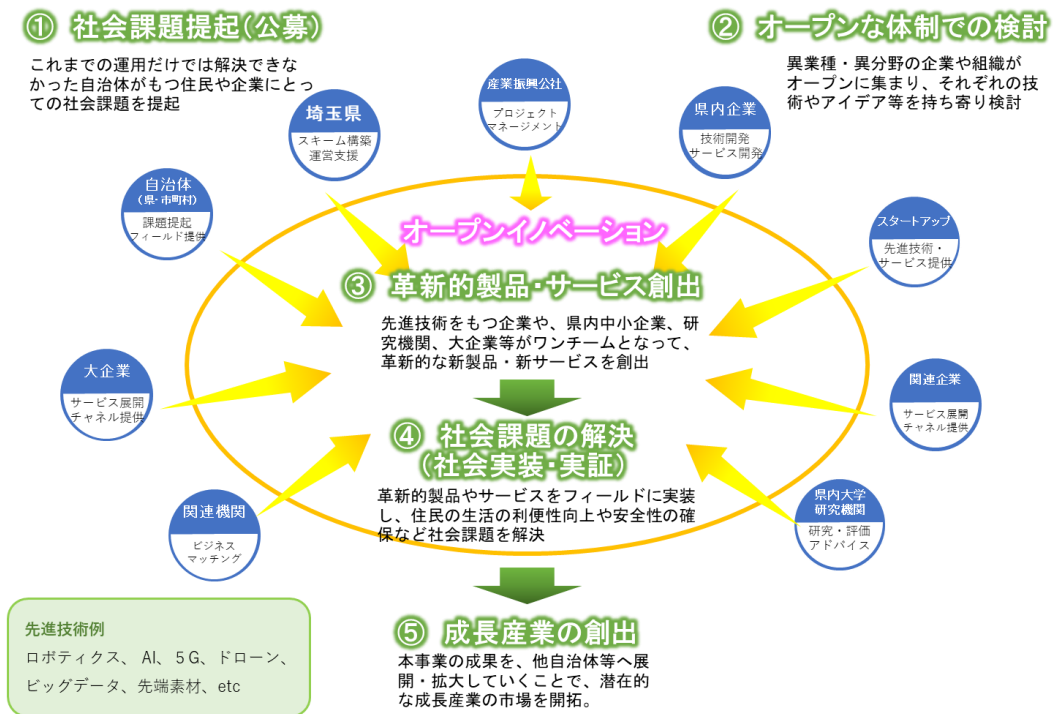 ① 社会課題提起(公募)
これまでの運用だけでは解決できな
かった自治体がもつ住民や企業にとっ
ての社会課題を提起
② オープンな体制での検討
異業種・異分野の企業や組織が
オープンに集まり、それぞれの技
術やアイデア等を持ち寄り検討
産業振興公社
プロジェクト
マネージメント
埼玉県
スキーム構築
運営支援
県内企業
技術開発
サービス開発
自治体
(県・市町村)
課題提起
フィールド提供
スタートアップ
先進技術・
サービス提供
オープンイノベーション
③ 革新的製品・サービス創出
先進技術をもつ企業や、県内中小企業、研
究機関、大企業等がワンチームとなって、
革新的な新製品・新サービスを創出
大企業
サービス展開
チャネル提供
関連企業
サービス展開
チャネル提供
④ 社会課題の解決
(社会実装・実証)
革新的製品やサービスをフィールドに実装
し、住民の生活の利便性向上や安全性の確
保など社会課題を解決
関連機関
ビジネス
マッチング
県内大学
研究機関
研究・評価
アドバイス
⑤ 成長産業の創出
本事業の成果を、他自治体等へ展
開・拡大していくことで、潜在的
な成長産業の市場を開拓。
先進技術例
ロボティクス、 AI、５G、ドローン、
ビッグデータ、先端素材、etc